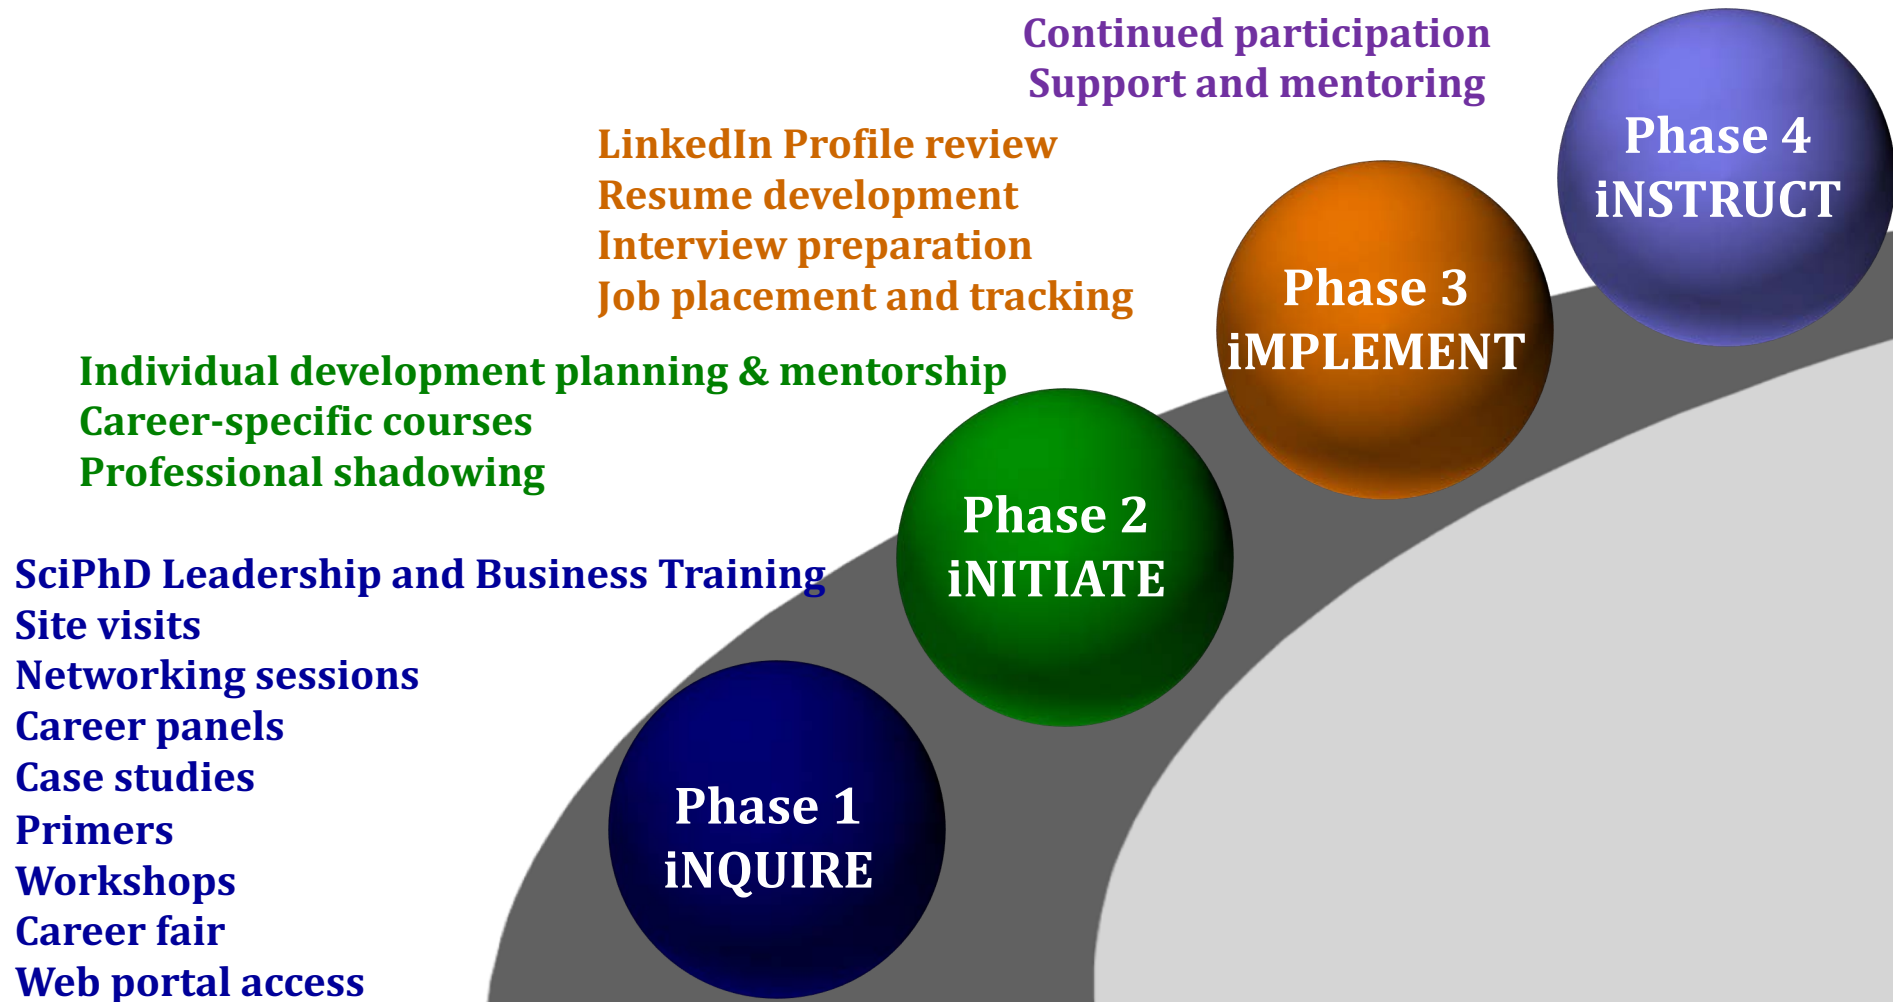 Continued participation
Support and mentoring
Phase 4
iNSTRUCT
LinkedIn Profile review
Resume development
Interview preparation
Job placement and tracking
Phase 3
iMPLEMENT
Individual development planning & mentorship
Career-specific courses
Professional shadowing
Phase 2
iNITIATE
SciPhD Leadership and Business Training
Site visits
Networking sessions
Career panels
Case studies
Primers
Workshops
Career fair
Web portal access
Phase 1
iNQUIRE